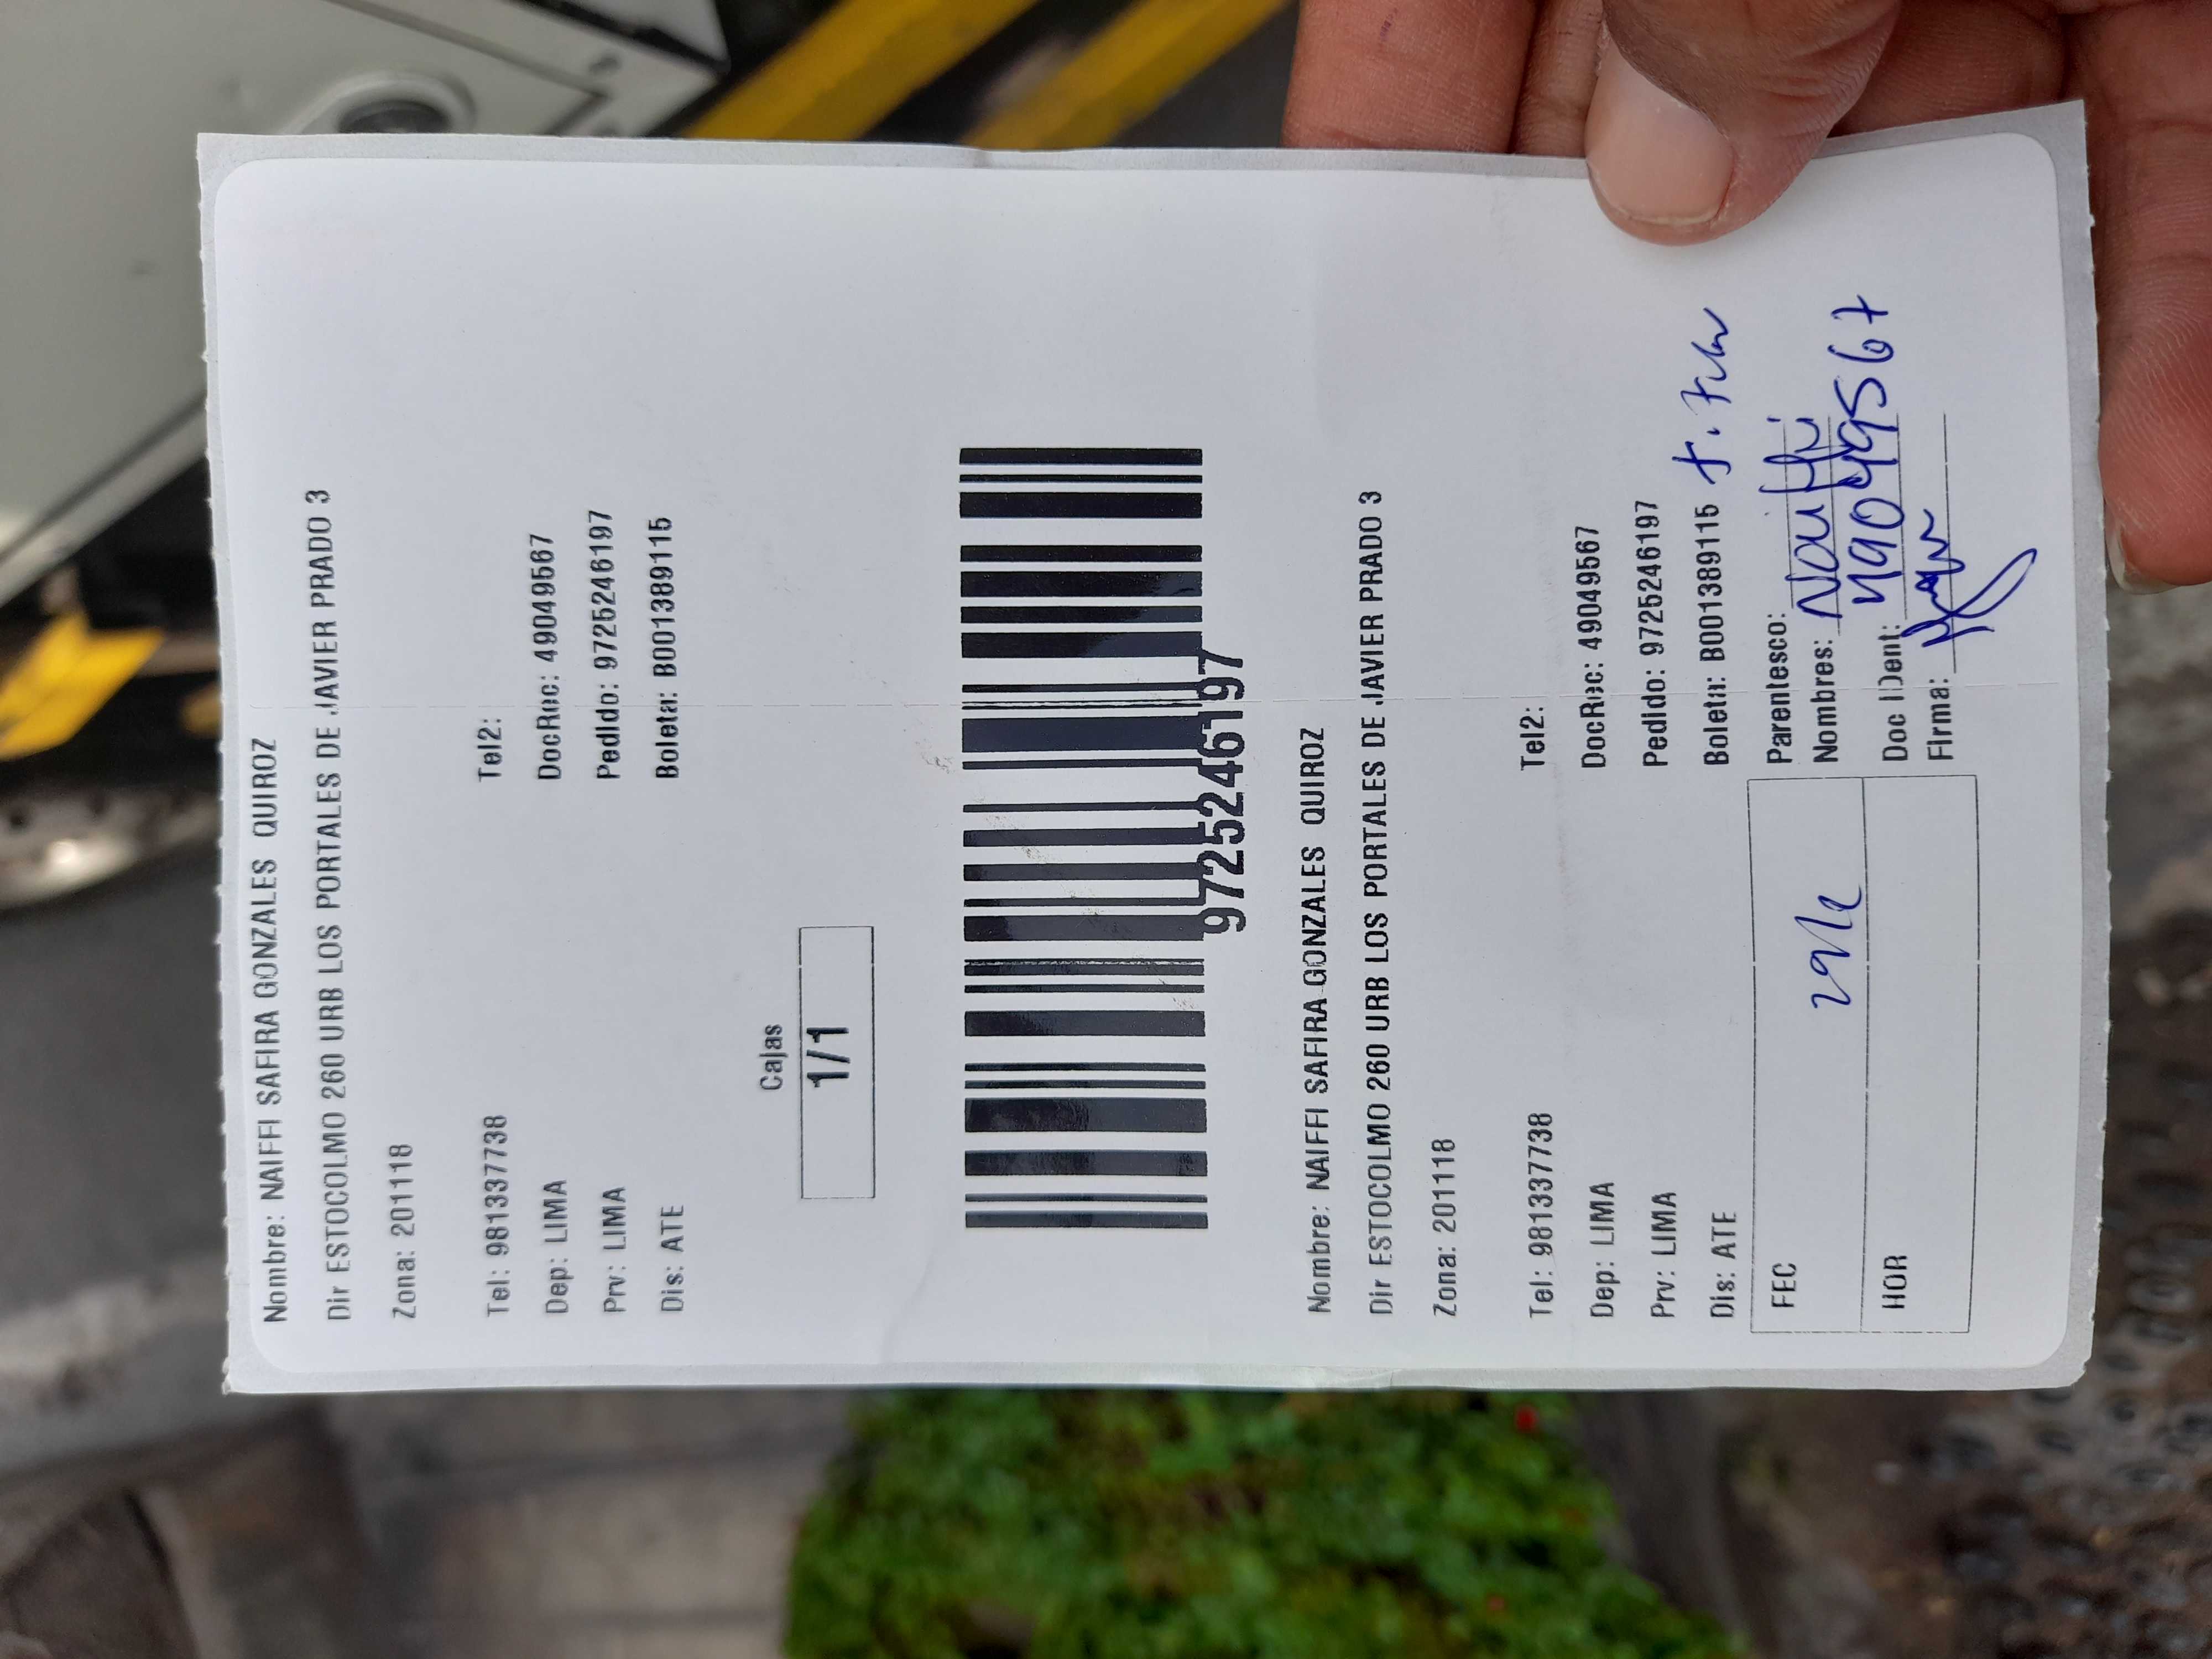 Nombre: NAIFFI SAFIRA GONZALES QUIROZ
Dir ESTOCOLMO 260 URB LOS PORTALES DE JAVIER PRADO 3
Zona: 201118
Tel: 981337738 Tel2:
Dep: LIMA DocRec: 49049567
Prv: LIMA Pedido: 9725246197
Dis: ATE Boleta: B001389115
Cajas
1/1
9725246197
Nombre: NAIFFI SAFIRA GONZALES QUIROZ
Dir ESTOCOLMO 260 URB LOS PORTALES DE JAVIER PRADO 3
Zona: 201118
Tel: 981337738 Tel2:
Dep: LIMA DocRec: 49049567
Prv: LIMA Pedido: 9725246197
Dis: ATE Boleta: B001389115
FEC Parentesco:
Nombres: Naiffi
HOR Doc IDent: 49049567
Firma: